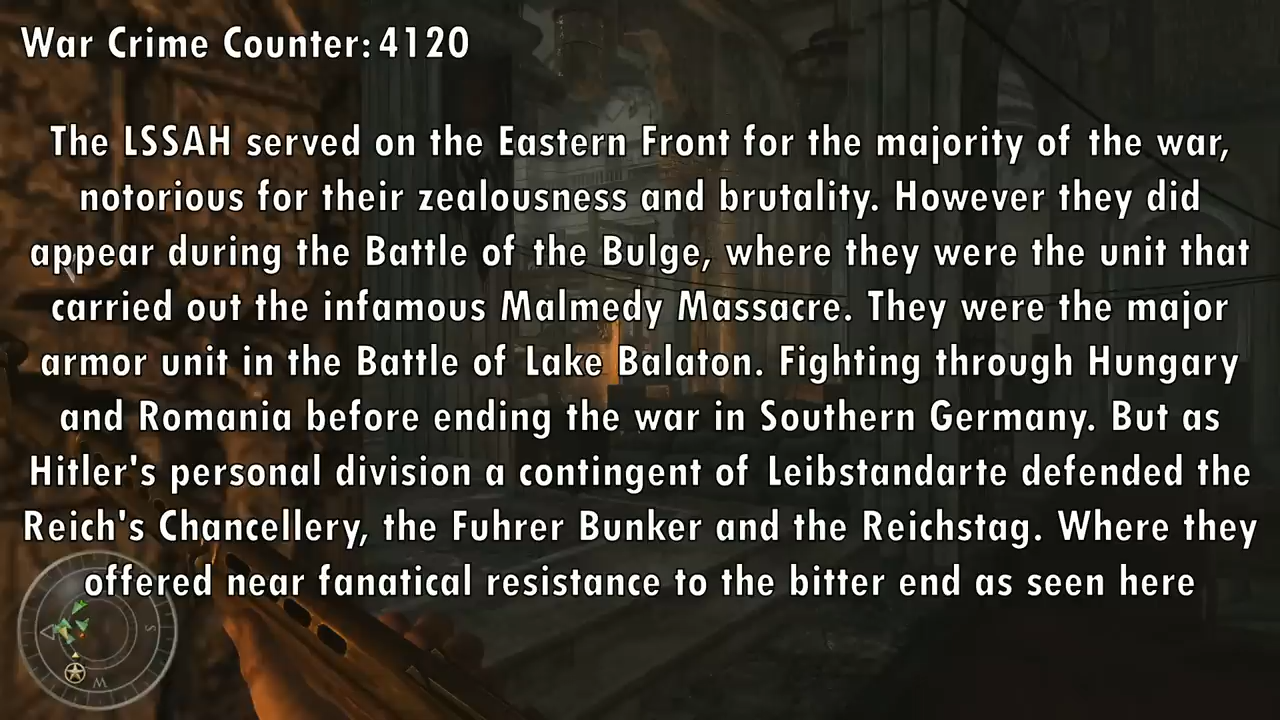 War Crime Counter: 4120
The LSSAH served on the Eastern Front for the majority of the war,
notorious for their zealousness and brutality. However they did
appear during the Battle of the Bulge, where they were the unit that
carried out the infamous Malmedy Massacre. They were the major
armor unit in the Battle of Lake Balaton. Fighting through Hungary
and Romania before ending the war in Southern Germany. But as
Hitler's personal division a contingent of Leibstandarte defended the
Reich's Chancellery, the Fuhrer Bunker and the Reichstag. Where they
offered near fanatical resistance to the bitter end as seen here
S
W